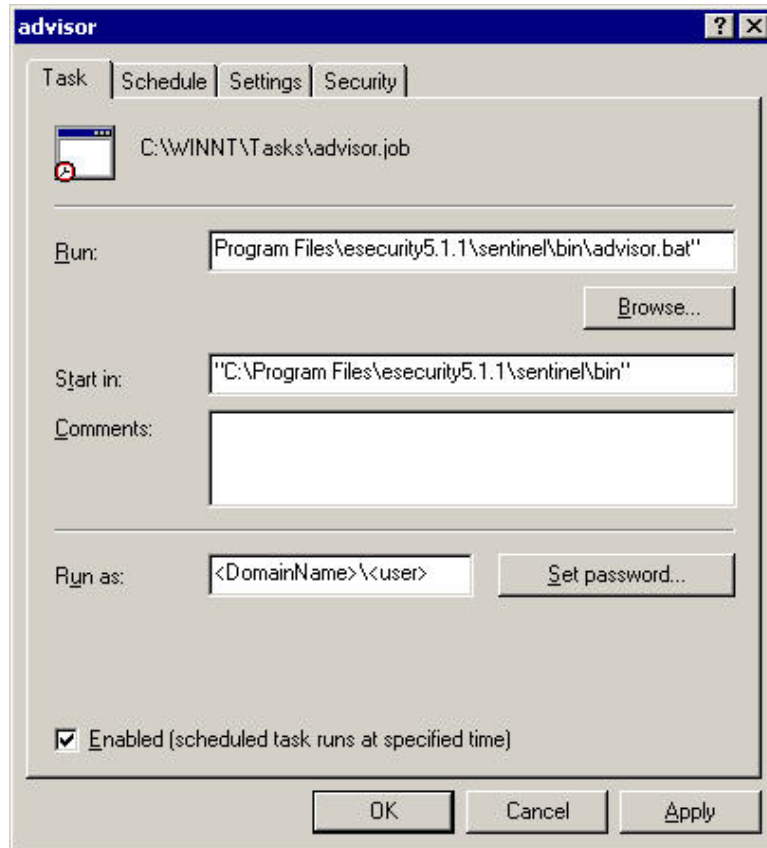 advisor
Task Schedule Settings Security
C:\WINNT\Tasks\advisor.job
Run: Program Files\esecurity5.1.1\sentinel\bin\advisor.bat"
Browse...
Start in: "C:\Program Files\esecurity5.1.1\sentinel\bin"
Comments:
Run as: <DomainName>\<user> Set password...
Enabled (scheduled task runs at specified time)
OK Cancel Apply